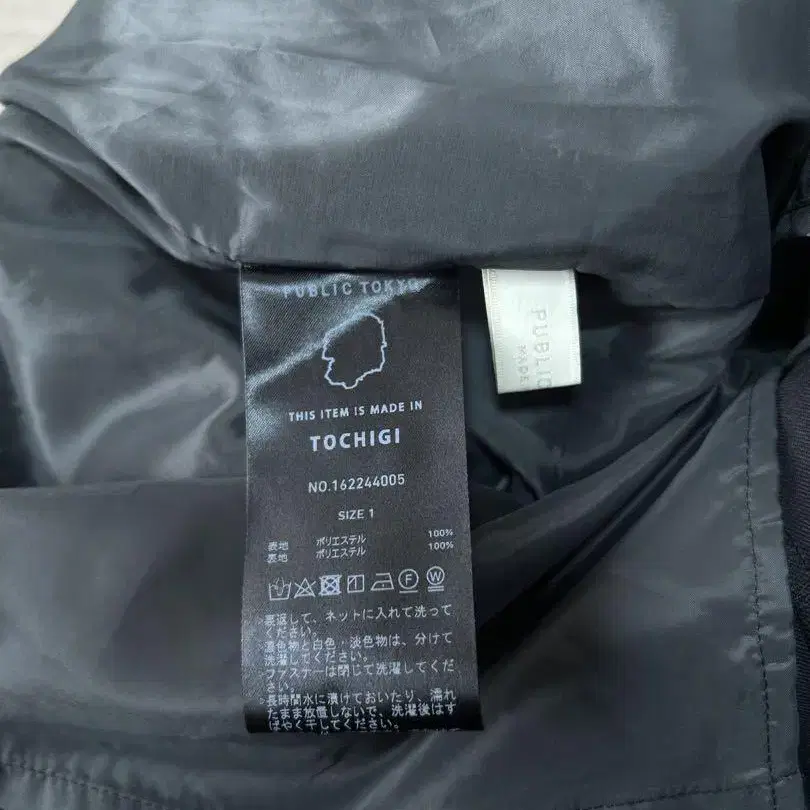 PUBLIC TOKYO
THIS ITEM IS MADE IN
TOCHIGI
NO.162244005
SIZE 1
表地 ポリエステル 100%
裏地 ポリエステル 100%
・裏返して、ネットに入れて洗って
ください。
・濃色物と白色・淡色物は、分けて
洗濯してください。
・ファスナーは閉じて洗濯してくだ
さい。
・長時間水に漬けておいたり、濡れ
たまま放置しないで、洗濯後はす
ばやく干してください。
PUBLIC
MADE